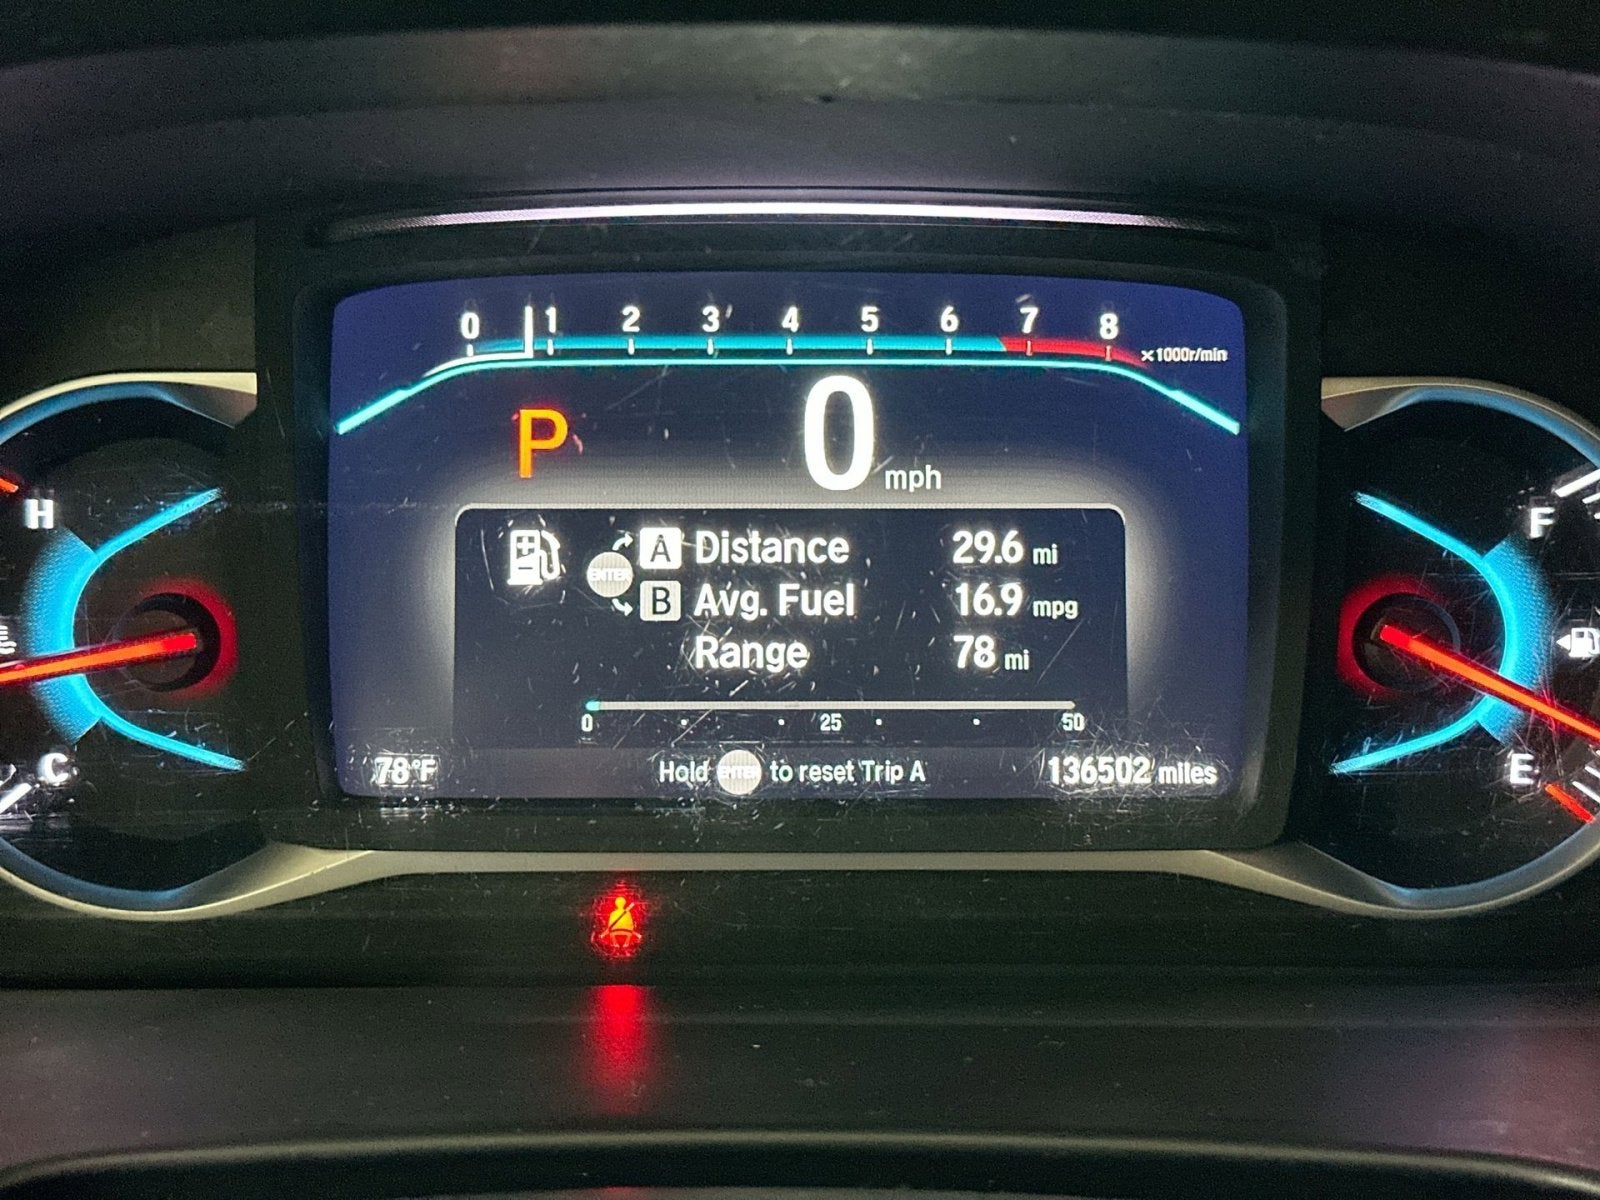 0 1 2 3 4 5 6 7 8
×1000r/min
P 0 mph
H
F
ENTER A Distance 29.6 mi
B Avg. Fuel 16.9 mpg
Range 78 mi
0 25 50
C
E
78°F Hold ENTER to reset Trip A 136502 miles